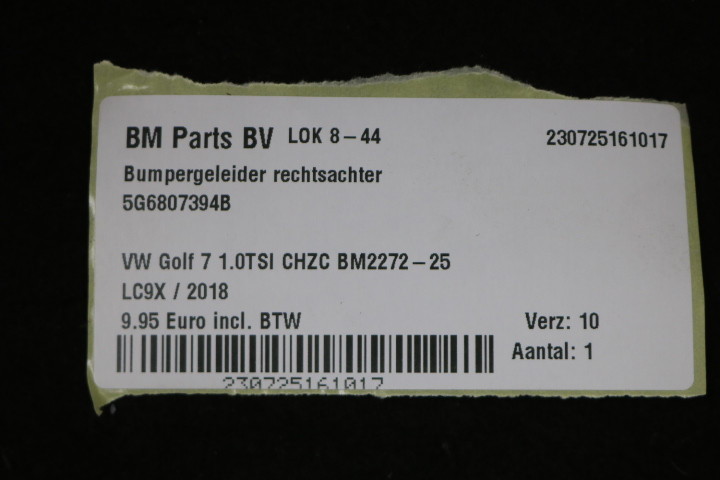 BM Parts BV LOK 8-44 230725161017
Bumpergeleider rechtsachter
5G6807394B
VW Golf 7 1.0TSI CHZC BM2272-25
LC9X / 2018
9.95 Euro incl. BTW Verz: 10
Aantal: 1
230725161017